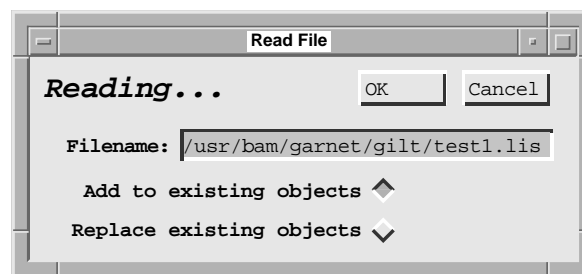 Read File
Reading... OK Cancel
Filename: /usr/bam/garnet/gilt/test1.lis
Add to existing objects
Replace existing objects